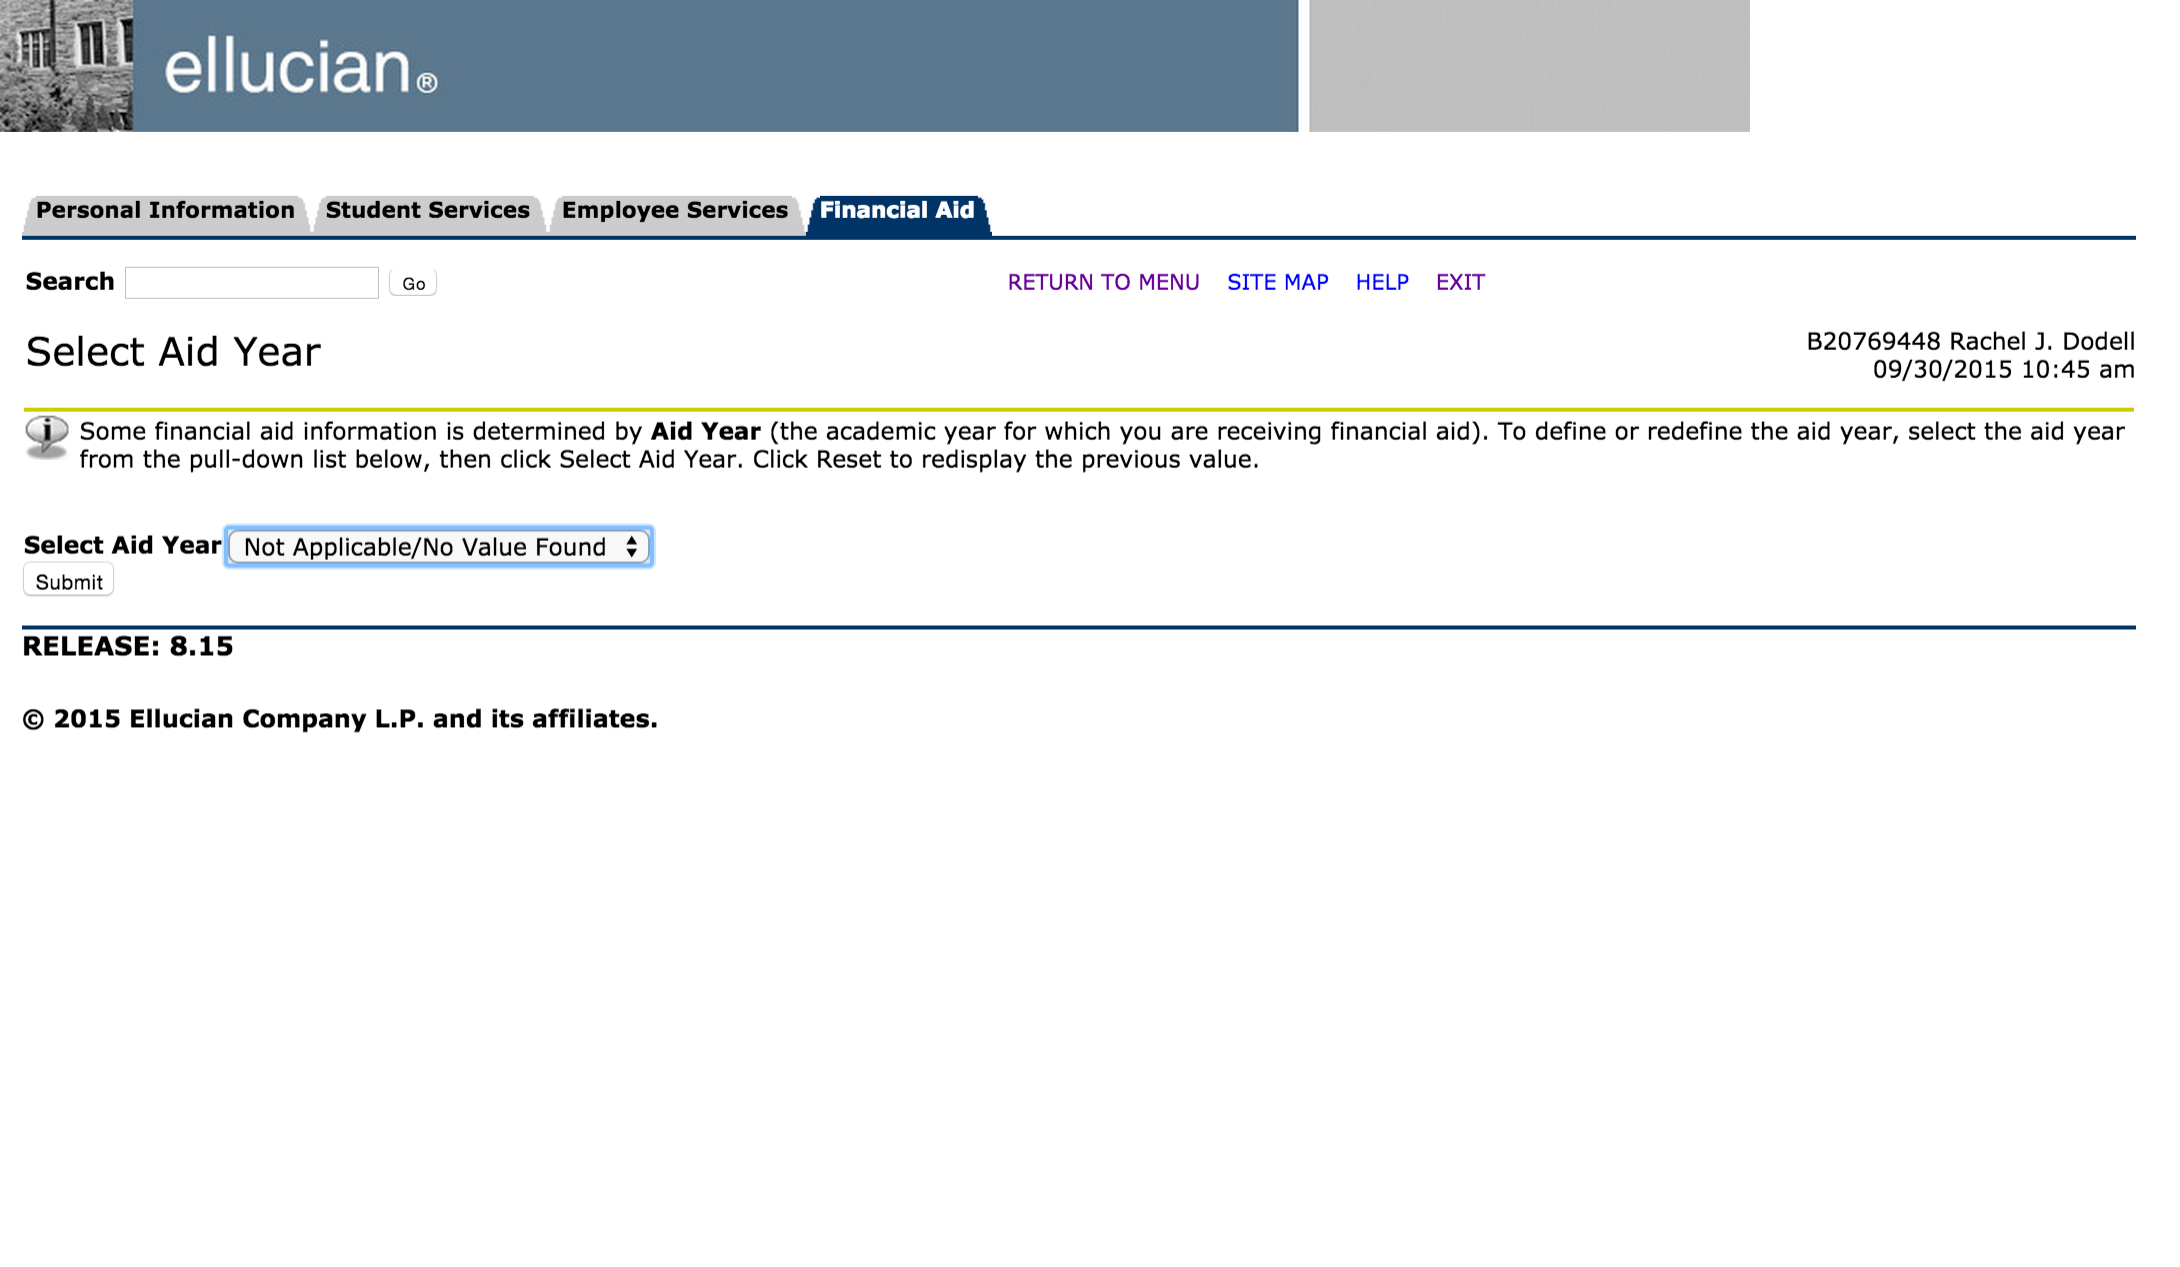 ellucian®
Personal Information Student Services Employee Services Financial Aid
Search Go RETURN TO MENU SITE MAP HELP EXIT
Select Aid Year
B20769448 Rachel J. Dodell
09/30/2015 10:45 am
Some financial aid information is determined by Aid Year (the academic year for which you are receiving financial aid). To define or redefine the aid year, select the aid year
from the pull-down list below, then click Select Aid Year. Click Reset to redisplay the previous value.
Select Aid Year Not Applicable/No Value Found
Submit
RELEASE: 8.15
© 2015 Ellucian Company L.P. and its affiliates.